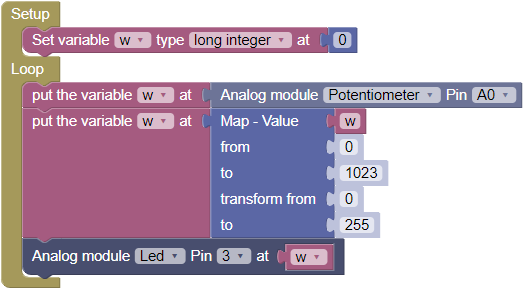 Setup
Set variable w type long integer at 0
Loop
put the variable w at Analog module Potentiometer Pin A0
put the variable w at Map - Value w
from 0
to 1023
transform from 0
to 255
Analog module Led Pin 3 at w